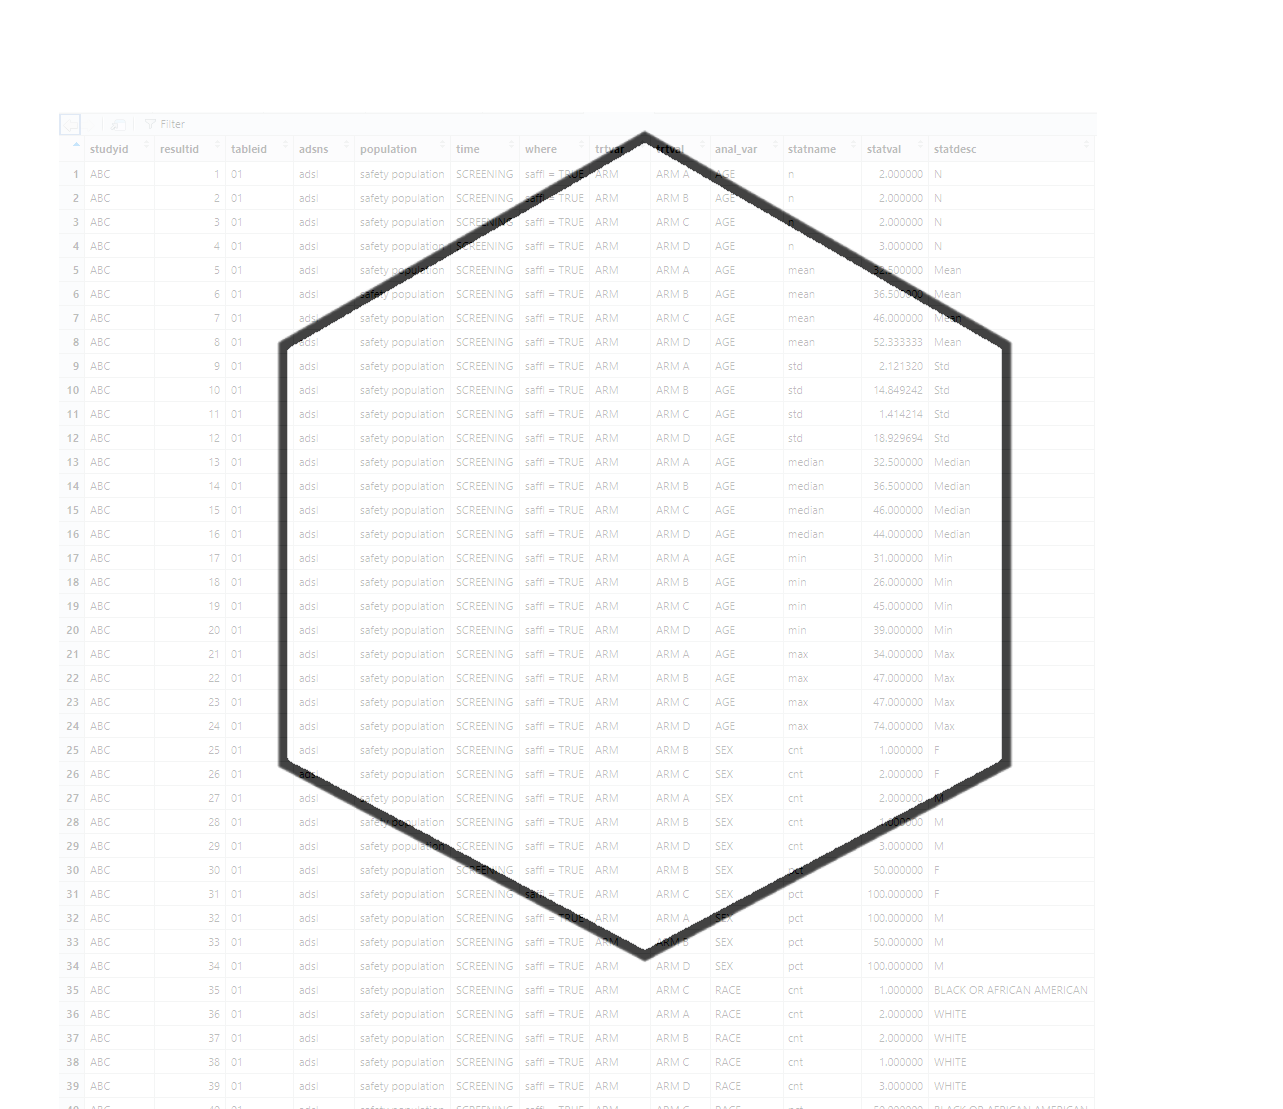 Filter
studyid resultid tableid adsns population time where trtvar trtval anal_var statname statval statdesc
1 ABC 1 01 adsl safety population SCREENING saffl = TRUE ARM ARM A AGE n 2.000000 N
2 ABC 2 01 adsl safety population SCREENING saffl = TRUE ARM ARM B AGE n 2.000000 N
3 ABC 3 01 adsl safety population SCREENING saffl = TRUE ARM ARM C AGE n 2.000000 N
4 ABC 4 01 adsl safety population SCREENING saffl = TRUE ARM ARM D AGE n 3.000000 N
5 ABC 5 01 adsl safety population SCREENING saffl = TRUE ARM ARM A AGE mean 32.500000 Mean
6 ABC 6 01 adsl safety population SCREENING saffl = TRUE ARM ARM B AGE mean 36.500000 Mean
7 ABC 7 01 adsl safety population SCREENING saffl = TRUE ARM ARM C AGE mean 46.000000 Mean
8 ABC 8 01 adsl safety population SCREENING saffl = TRUE ARM ARM D AGE mean 52.333333 Mean
9 ABC 9 01 adsl safety population SCREENING saffl = TRUE ARM ARM A AGE std 2.121320 Std
10 ABC 10 01 adsl safety population SCREENING saffl = TRUE ARM ARM B AGE std 14.849242 Std
11 ABC 11 01 adsl safety population SCREENING saffl = TRUE ARM ARM C AGE std 1.414214 Std
12 ABC 12 01 adsl safety population SCREENING saffl = TRUE ARM ARM D AGE std 18.929694 Std
13 ABC 13 01 adsl safety population SCREENING saffl = TRUE ARM ARM A AGE median 32.500000 Median
14 ABC 14 01 adsl safety population SCREENING saffl = TRUE ARM ARM B AGE median 36.500000 Median
15 ABC 15 01 adsl safety population SCREENING saffl = TRUE ARM ARM C AGE median 46.000000 Median
16 ABC 16 01 adsl safety population SCREENING saffl = TRUE ARM ARM D AGE median 44.000000 Median
17 ABC 17 01 adsl safety population SCREENING saffl = TRUE ARM ARM A AGE min 31.000000 Min
18 ABC 18 01 adsl safety population SCREENING saffl = TRUE ARM ARM B AGE min 26.000000 Min
19 ABC 19 01 adsl safety population SCREENING saffl = TRUE ARM ARM C AGE min 45.000000 Min
20 ABC 20 01 adsl safety population SCREENING saffl = TRUE ARM ARM D AGE min 39.000000 Min
21 ABC 21 01 adsl safety population SCREENING saffl = TRUE ARM ARM A AGE max 34.000000 Max
22 ABC 22 01 adsl safety population SCREENING saffl = TRUE ARM ARM B AGE max 47.000000 Max
23 ABC 23 01 adsl safety population SCREENING saffl = TRUE ARM ARM C AGE max 47.000000 Max
24 ABC 24 01 adsl safety population SCREENING saffl = TRUE ARM ARM D AGE max 74.000000 Max
25 ABC 25 01 adsl safety population SCREENING saffl = TRUE ARM ARM B SEX cnt 1.000000 F
26 ABC 26 01 adsl safety population SCREENING saffl = TRUE ARM ARM C SEX cnt 2.000000 F
27 ABC 27 01 adsl safety population SCREENING saffl = TRUE ARM ARM A SEX cnt 2.000000 M
28 ABC 28 01 adsl safety population SCREENING saffl = TRUE ARM ARM B SEX cnt 1.000000 M
29 ABC 29 01 adsl safety population SCREENING saffl = TRUE ARM ARM D SEX cnt 3.000000 M
30 ABC 30 01 adsl safety population SCREENING saffl = TRUE ARM ARM B SEX pct 50.000000 F
31 ABC 31 01 adsl safety population SCREENING saffl = TRUE ARM ARM C SEX pct 100.000000 F
32 ABC 32 01 adsl safety population SCREENING saffl = TRUE ARM ARM A SEX pct 100.000000 M
33 ABC 33 01 adsl safety population SCREENING saffl = TRUE ARM ARM B SEX pct 50.000000 M
34 ABC 34 01 adsl safety population SCREENING saffl = TRUE ARM ARM D SEX pct 100.000000 M
35 ABC 35 01 adsl safety population SCREENING saffl = TRUE ARM ARM C RACE cnt 1.000000 BLACK OR AFRICAN AMERICAN
36 ABC 36 01 adsl safety population SCREENING saffl = TRUE ARM ARM A RACE cnt 2.000000 WHITE
37 ABC 37 01 adsl safety population SCREENING saffl = TRUE ARM ARM B RACE cnt 2.000000 WHITE
38 ABC 38 01 adsl safety population SCREENING saffl = TRUE ARM ARM C RACE cnt 1.000000 WHITE
39 ABC 39 01 adsl safety population SCREENING saffl = TRUE ARM ARM D RACE cnt 3.000000 WHITE